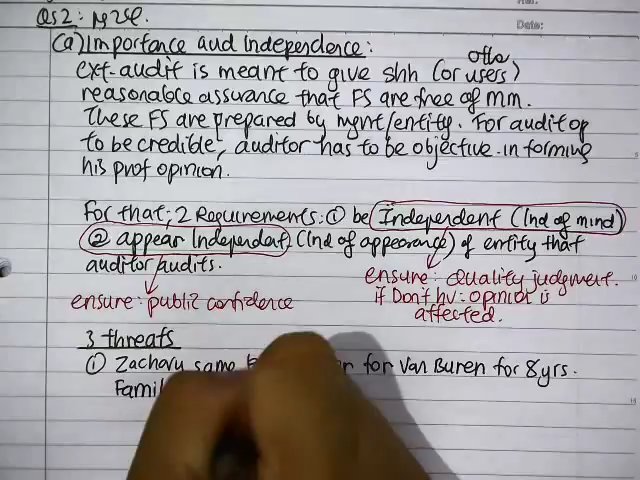 Qs2:
Date:
(a) Importance and Independence:
ext-audit is meant to give shh (or othe users)
reasonable assurance that FS are free of mm.
These FS are prepared by mgnt/entity. For audit op
to be credible, auditor has to be objective in forming
his prof opinion.
For that; 2 Requirements: ① be Independent (Ind of mind)
② appear Independat (Ind of appearance) of entity that
auditor audits.
ensure: quality judgment.
if Don't hv: opinion is
affected.
ensure: public confidence
3 threats
① Zachary same for Van Buren for 8yrs.
Famil